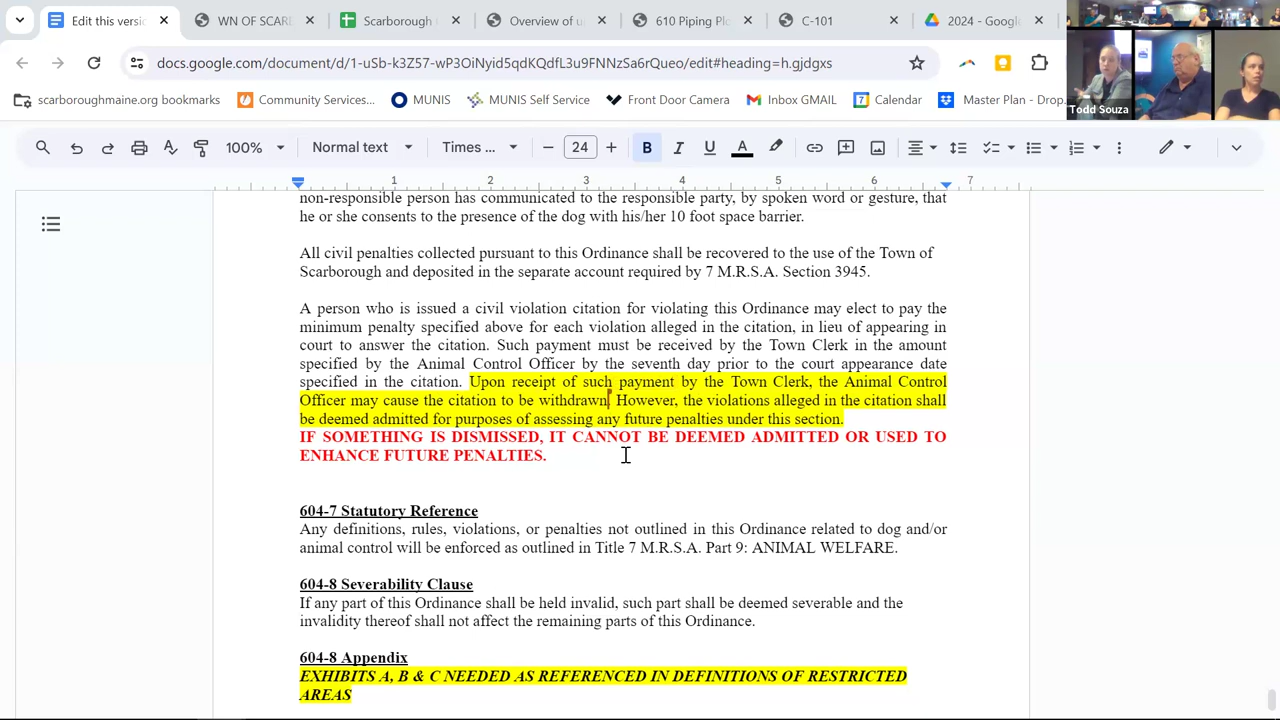 Edit this versi
WN OF SCARL
Scarborough
Overview of u
610 Piping Plo
C-101
2024 - Google
docs.google.com/document/d/1-uSb-k3Z57-WP3OiNyid5qdKQdfL3u9FNNzSa6rQueo/edit#heading=h.gjdgxs
scarboroughmaine.org bookmarks
Community Services...
MUNIS
MUNIS Self Service
Front Door Camera
Inbox GMAIL
Calendar
Master Plan - Drop...
Todd Souza
100%
Normal text
Times ...
24
B
I
U
A
1 2 3 4 5 6 7
non-responsible person has communicated to the responsible party, by spoken word or gesture, that
he or she consents to the presence of the dog with his/her 10 foot space barrier.
All civil penalties collected pursuant to this Ordinance shall be recovered to the use of the Town of
Scarborough and deposited in the separate account required by 7 M.R.S.A. Section 3945.
A person who is issued a civil violation citation for violating this Ordinance may elect to pay the
minimum penalty specified above for each violation alleged in the citation, in lieu of appearing in
court to answer the citation. Such payment must be received by the Town Clerk in the amount
specified by the Animal Control Officer by the seventh day prior to the court appearance date
specified in the citation. Upon receipt of such payment by the Town Clerk, the Animal Control
Officer may cause the citation to be withdrawn. However, the violations alleged in the citation shall
be deemed admitted for purposes of assessing any future penalties under this section.
IF SOMETHING IS DISMISSED, IT CANNOT BE DEEMED ADMITTED OR USED TO
ENHANCE FUTURE PENALTIES.
604-7 Statutory Reference
Any definitions, rules, violations, or penalties not outlined in this Ordinance related to dog and/or
animal control will be enforced as outlined in Title 7 M.R.S.A. Part 9: ANIMAL WELFARE.
604-8 Severability Clause
If any part of this Ordinance shall be held invalid, such part shall be deemed severable and the
invalidity thereof shall not affect the remaining parts of this Ordinance.
604-8 Appendix
EXHIBITS A, B & C NEEDED AS REFERENCED IN DEFINITIONS OF RESTRICTED
AREAS